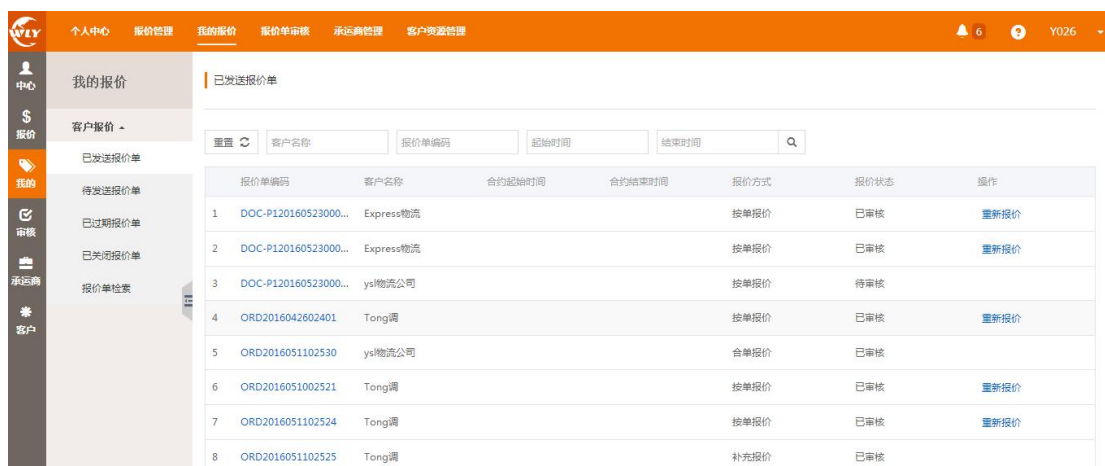 WLY 个人中心 报价管理 我的报价 报价单审核 承运商管理 客户资源管理 6 ? Y026
中心
$
报价
我的
审核
承运商
客户
我的报价
客户报价
已发送报价单
待发送报价单
已过期报价单
已关闭报价单
报价单检索
已发送报价单
重置 客户名称 报价单编码 起始时间 结束时间
报价单编码 客户名称 合约起始时间 合约结束时间 报价方式 报价状态 操作
1 DOC-P120160523000... Express物流 按单报价 已审核 重新报价
2 DOC-P120160523000... Express物流 按单报价 已审核 重新报价
3 DOC-P120160523000... ysl物流公司 按单报价 待审核
4 ORD2016042602401 Tong调 按单报价 已审核 重新报价
5 ORD2016051102530 ysl物流公司 合单报价 已审核
6 ORD2016051002521 Tong调 按单报价 已审核 重新报价
7 ORD2016051102524 Tong调 按单报价 已审核 重新报价
8 ORD2016051102525 Tong调 补充报价 已审核